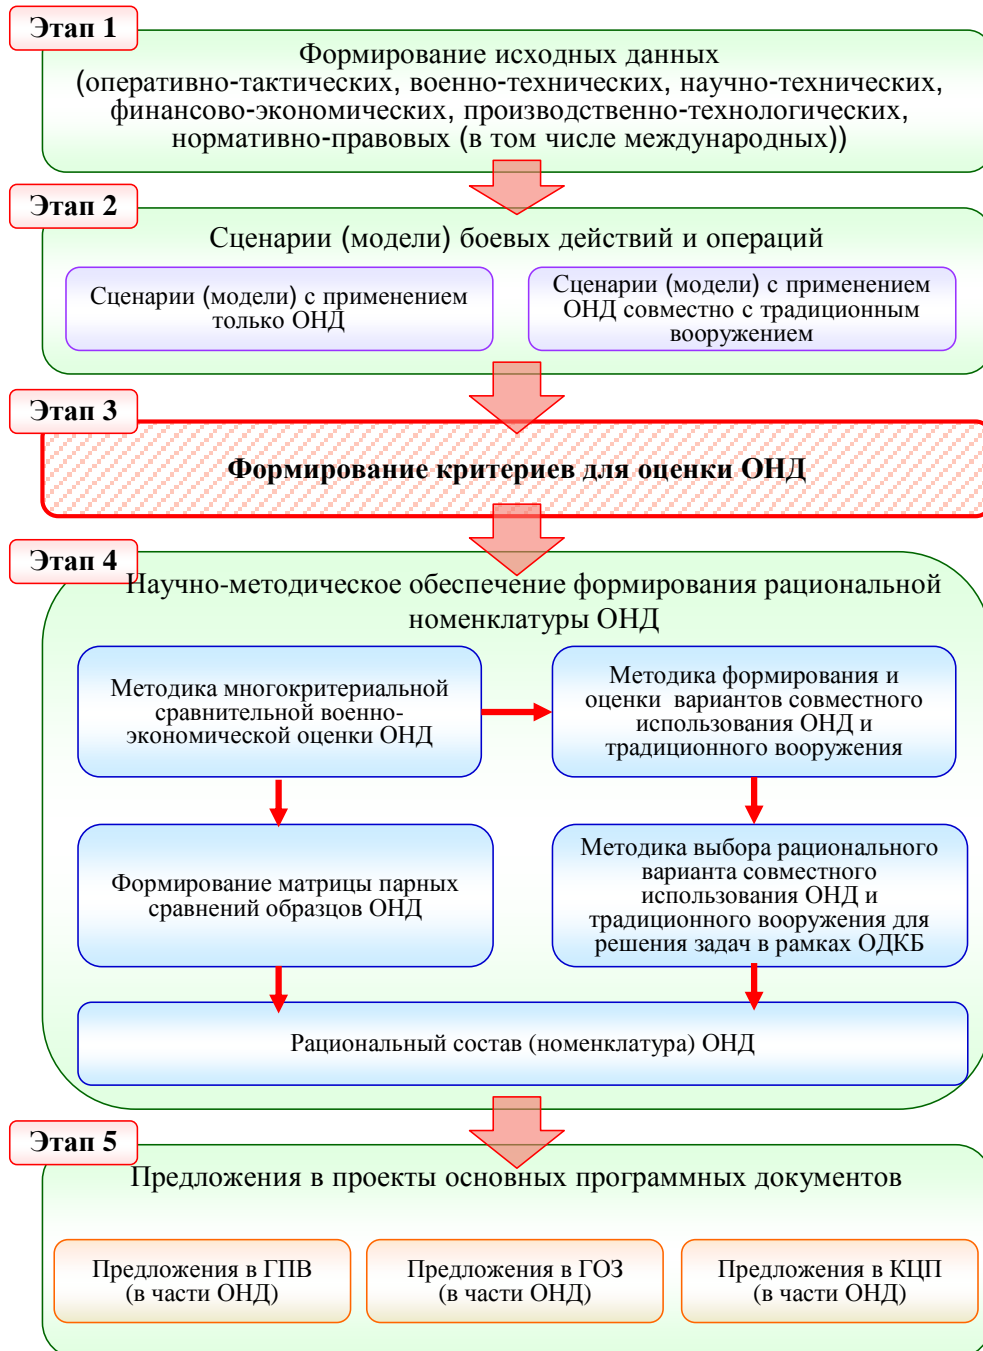 Этап 1
Формирование исходных данных
(оперативно-тактических, военно-технических, научно-технических,
финансово-экономических, производственно-технологических,
нормативно-правовых (в том числе международных))
Этап 2
Сценарии (модели) боевых действий и операций
Сценарии (модели) с применением
только ОНД
Сценарии (модели) с применением
ОНД совместно с традиционным
вооружением
Этап 3
Формирование критериев для оценки ОНД
Этап 4
Научно-методическое обеспечение формирования рациональной
номенклатуры ОНД
Методика многокритериальной
сравнительной военно-
экономической оценки ОНД
Методика формирования и
оценки вариантов совместного
использования ОНД и
традиционного вооружения
Формирование матрицы парных
сравнений образцов ОНД
Методика выбора рационального
варианта совместного
использования ОНД и
традиционного вооружения для
решения задач в рамках ОДКБ
Рациональный состав (номенклатура) ОНД
Этап 5
Предложения в проекты основных программных документов
Предложения в ГПВ
(в части ОНД)
Предложения в ГОЗ
(в части ОНД)
Предложения в КЦП
(в части ОНД)